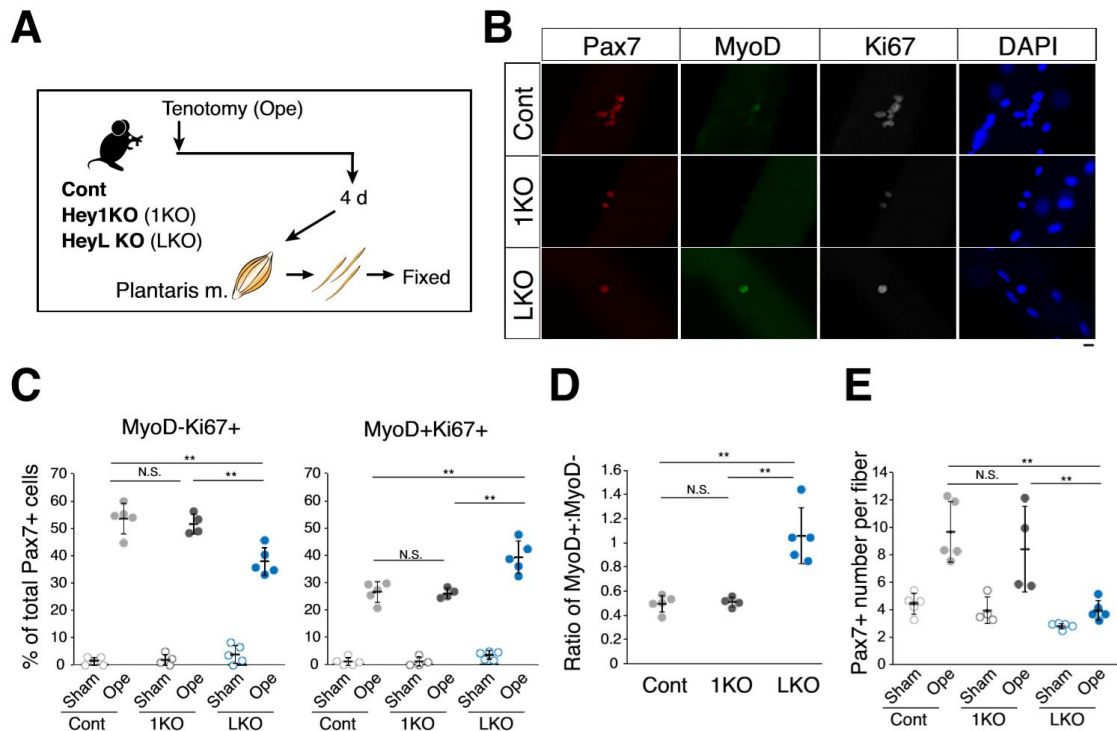 A
Tenotomy (Ope)
Cont
Hey1KO (1KO)
HeyL KO (LKO)
4 d
Plantaris m.
Fixed
B
Pax7 MyoD Ki67 DAPI
Cont
1KO
LKO
C
MyoD-Ki67+ MyoD+Ki67+
% of total Pax7+ cells
70
60
50
40
30
20
10
0
**
N.S. **
Sham Ope Sham Ope Sham Ope
Cont 1KO LKO
70
60
50
40
30
20
10
0
**
**
N.S.
Sham Ope Sham Ope Sham Ope
Cont 1KO LKO
D
Ratio of MyoD+:MyoD-
1.6
1.4
1.2
1
0.8
0.6
0.4
0.2
0
**
**
N.S.
Cont 1KO LKO
E
Pax7+ number per fiber
14
12
10
8
6
4
2
0
**
N.S. **
Sham Ope Sham Ope Sham Ope
Cont 1KO LKO